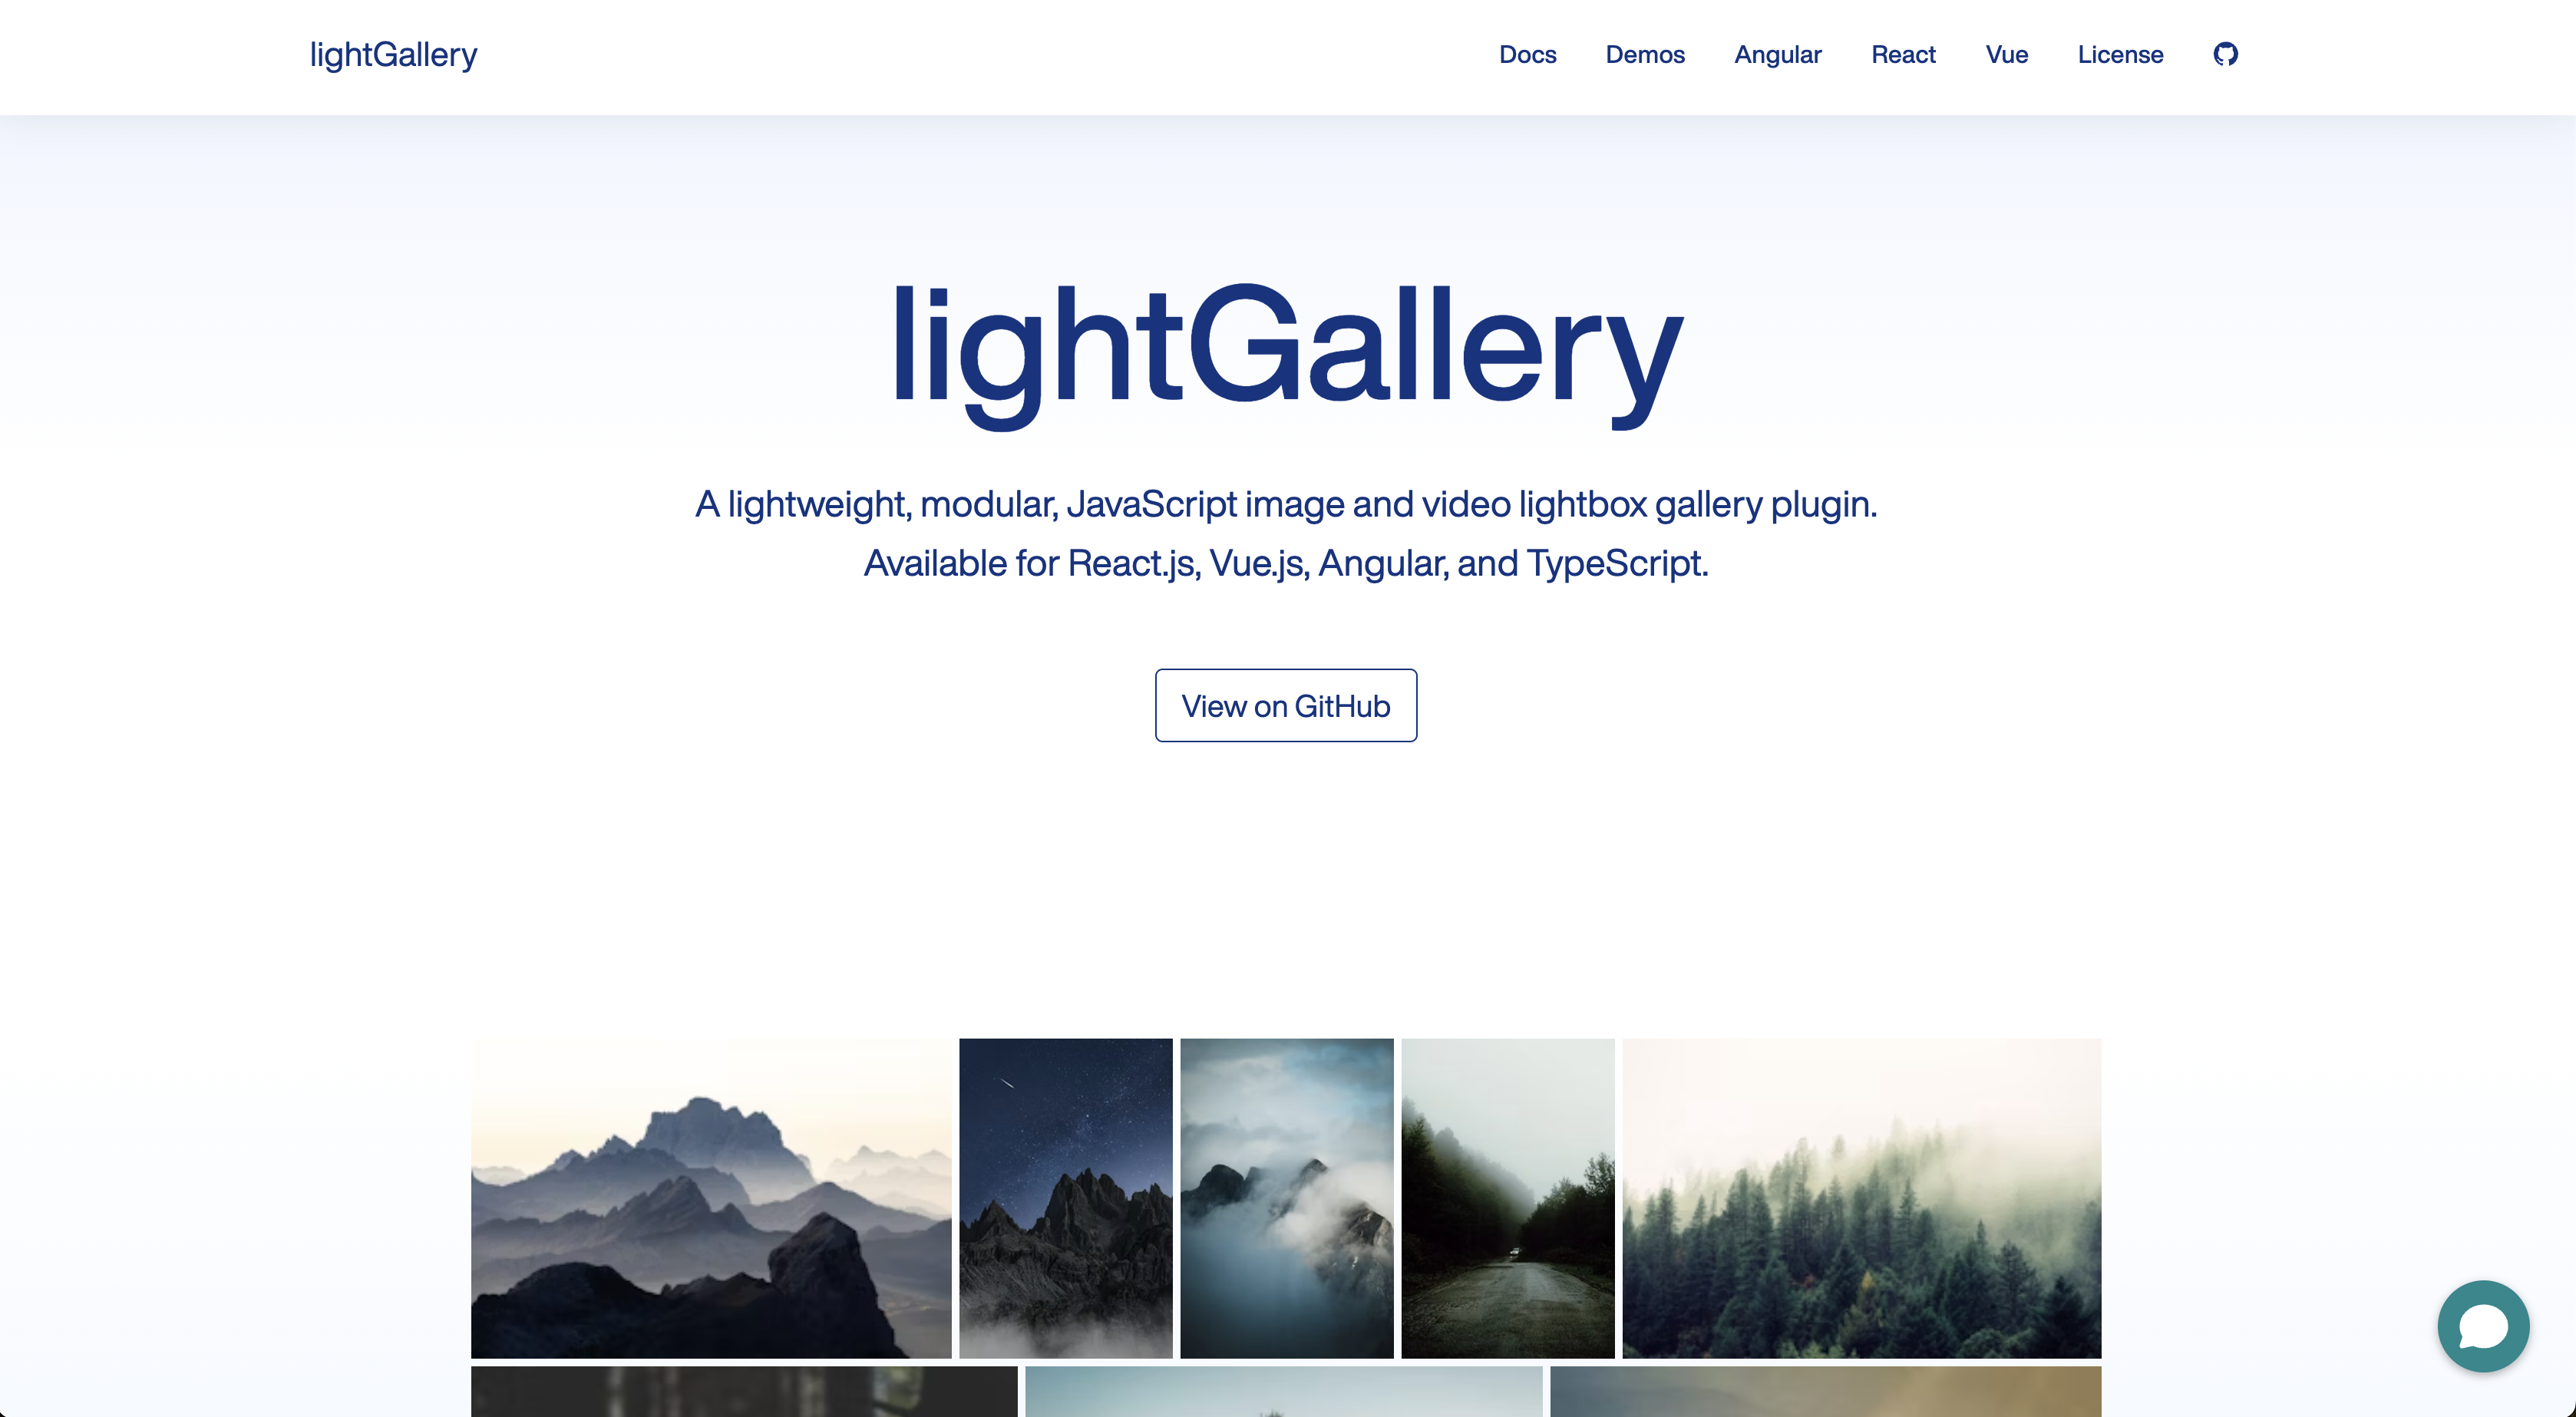 lightGallery
Docs Demos Angular React Vue License
lightGallery
A lightweight, modular, JavaScript image and video lightbox gallery plugin.
Available for React.js, Vue.js, Angular, and TypeScript.
View on GitHub